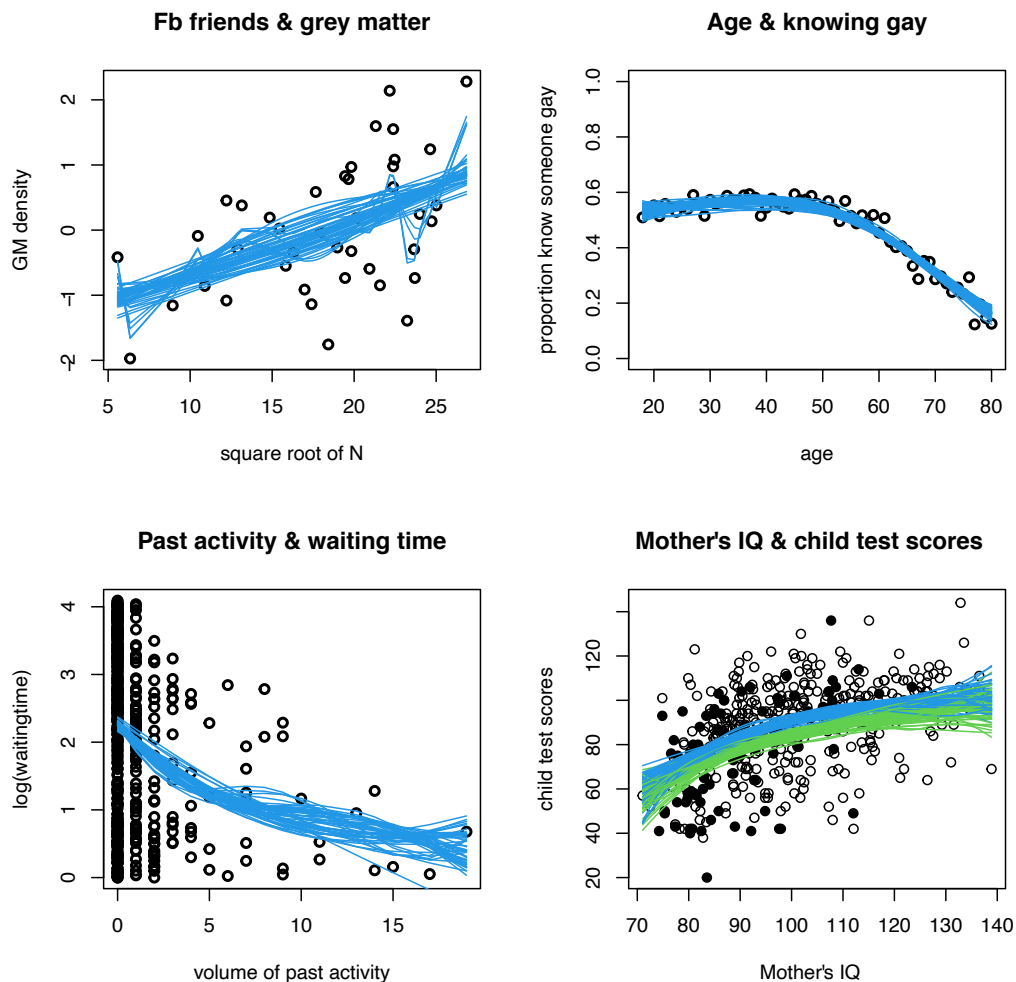 Fb friends & grey matter
GM density
2
1
0
-1
-2
5 10 15 20 25
square root of N
Age & knowing gay
proportion know someone gay
1.0
0.8
0.6
0.4
0.2
0.0
20 30 40 50 60 70 80
age
Past activity & waiting time
log(waitingtime)
4
3
2
1
0
0 5 10 15
volume of past activity
Mother's IQ & child test scores
child test scores
120
80
60
40
20
70 80 90 100 110 120 130 140
Mother's IQ